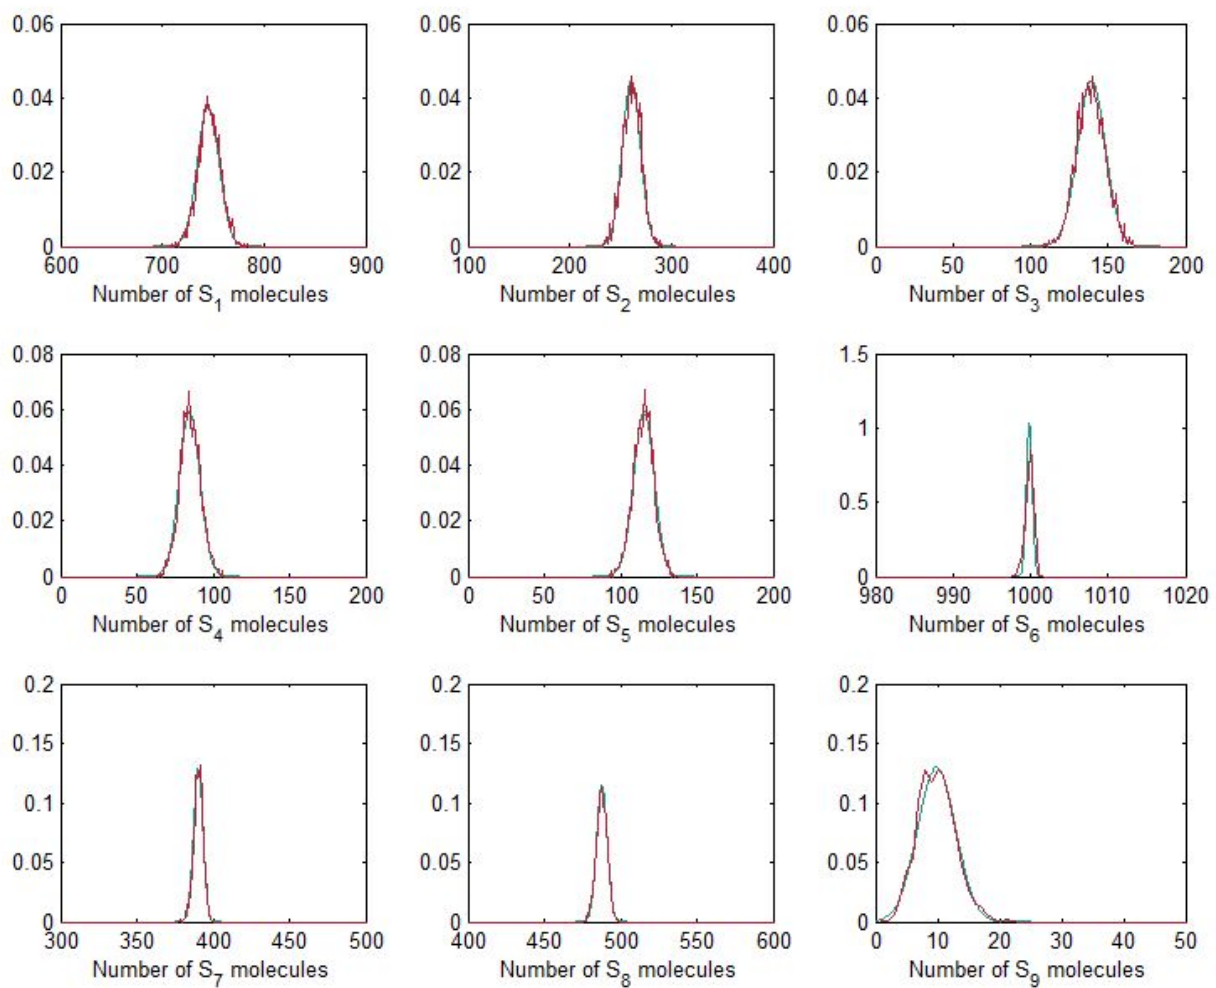 0.06
0.04
0.02
0
600 700 800 900
Number of S1 molecules
0.06
0.04
0.02
0
100 200 300 400
Number of S2 molecules
0.06
0.04
0.02
0
0 50 100 150 200
Number of S3 molecules
0.08
0.06
0.04
0.02
0
0 50 100 150 200
Number of S4 molecules
0.08
0.06
0.04
0.02
0
0 50 100 150 200
Number of S5 molecules
1.5
1
0.5
0
980 990 1000 1010 1020
Number of S6 molecules
0.2
0.15
0.1
0.05
0
300 350 400 450 500
Number of S7 molecules
0.2
0.15
0.1
0.05
0
400 450 500 550 600
Number of S8 molecules
0.2
0.15
0.1
0.05
0
0 10 20 30 40 50
Number of S9 molecules